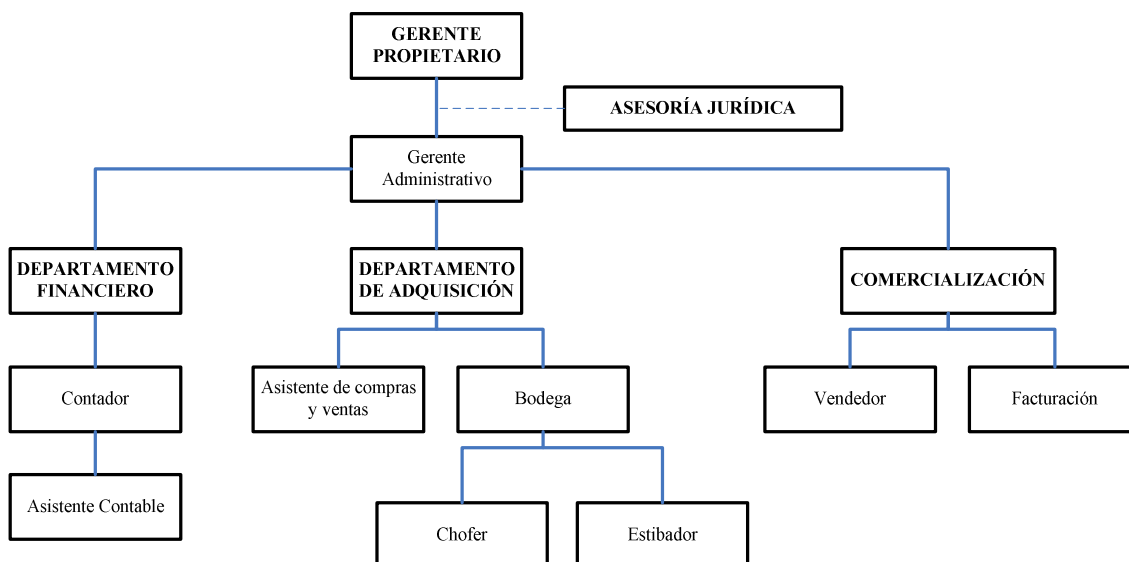 GERENTE
PROPIETARIO
ASESORÍA JURÍDICA
Gerente
Administrativo
DEPARTAMENTO
FINANCIERO
DEPARTAMENTO
DE ADQUISICIÓN
COMERCIALIZACIÓN
Contador
Asistente de compras
y ventas
Bodega
Vendedor
Facturación
Asistente Contable
Chofer
Estibador